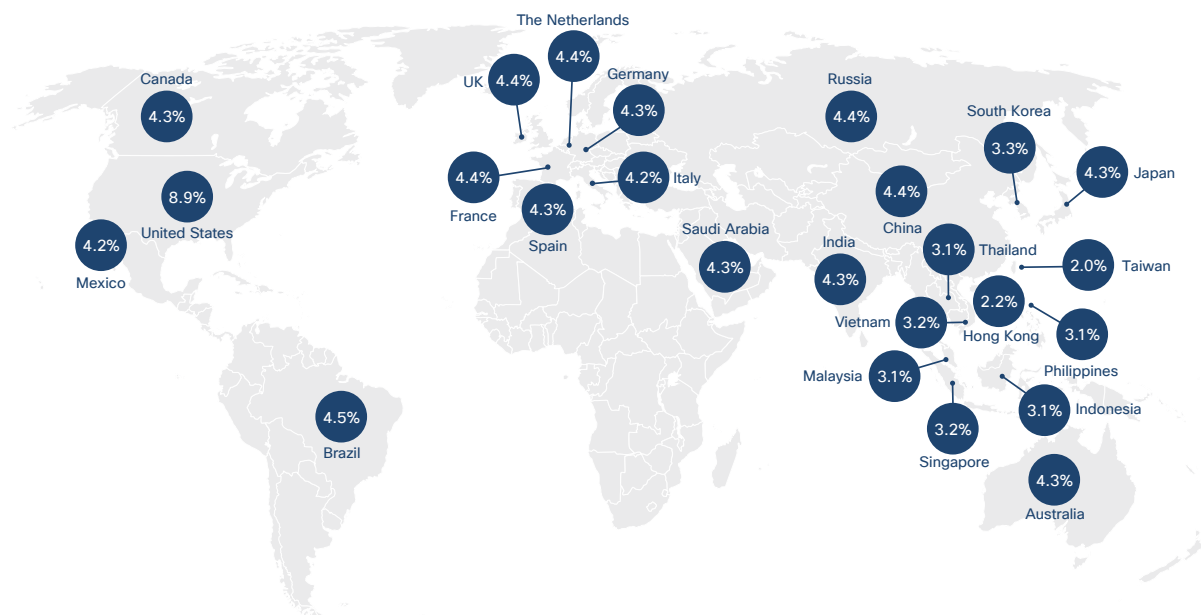 The Netherlands
4.4%
UK
4.4%
Germany
4.3%
Canada
4.3%
Russia
4.4%
South Korea
3.3%
4.4%
France
4.2%
Italy
4.3%
Japan
8.9%
United States
4.3%
Spain
4.4%
China
4.2%
Mexico
Saudi Arabia
4.3%
India
4.3%
3.1%
Thailand
2.0%
Taiwan
2.2%
Hong Kong
Vietnam
3.2%
3.1%
Philippines
Malaysia
3.1%
3.1%
Indonesia
4.5%
Brazil
3.2%
Singapore
4.3%
Australia